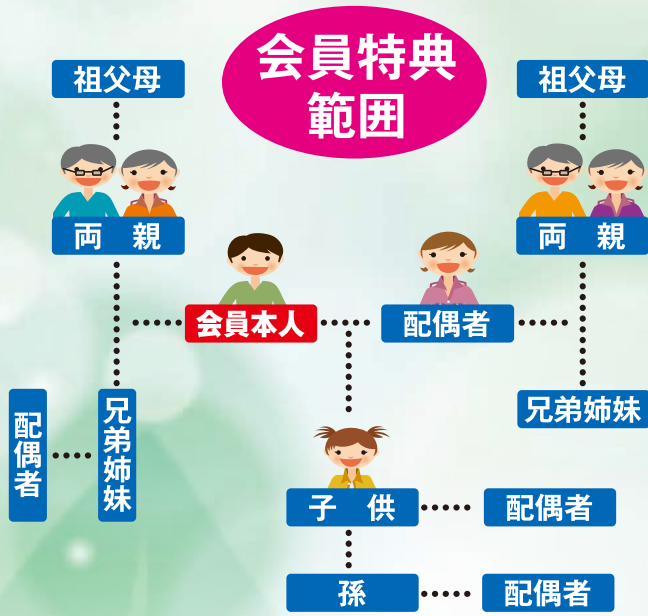 会員特典
範囲
祖父母
祖父母
両　親
両　親
会員本人
配偶者
配偶者
兄弟姉妹
兄弟姉妹
子　供
配偶者
孫
配偶者